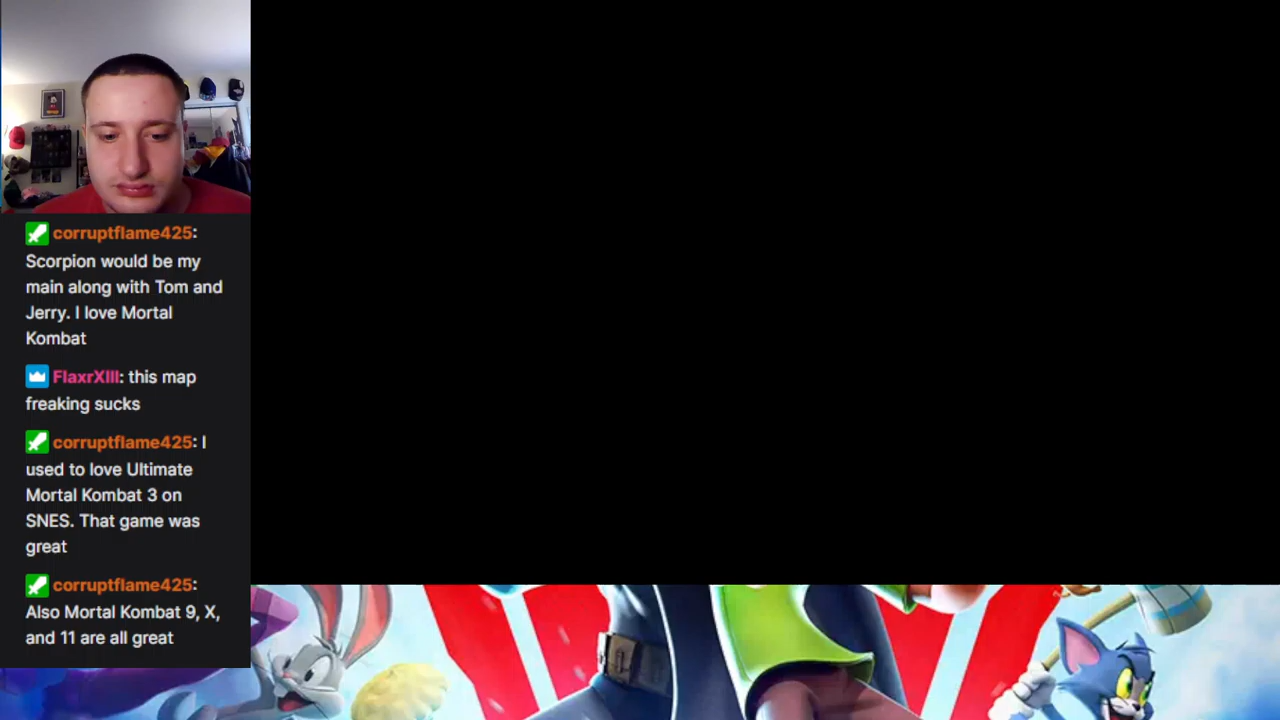 corruptflame425:
Scorpion would be my
main along with Tom and
Jerry. I love Mortal
Kombat
FlaxrXIII: this map
freaking sucks
corruptflame425: I
used to love Ultimate
Mortal Kombat 3 on
SNES. That game was
great
corruptflame425:
Also Mortal Kombat 9, X,
and 11 are all great